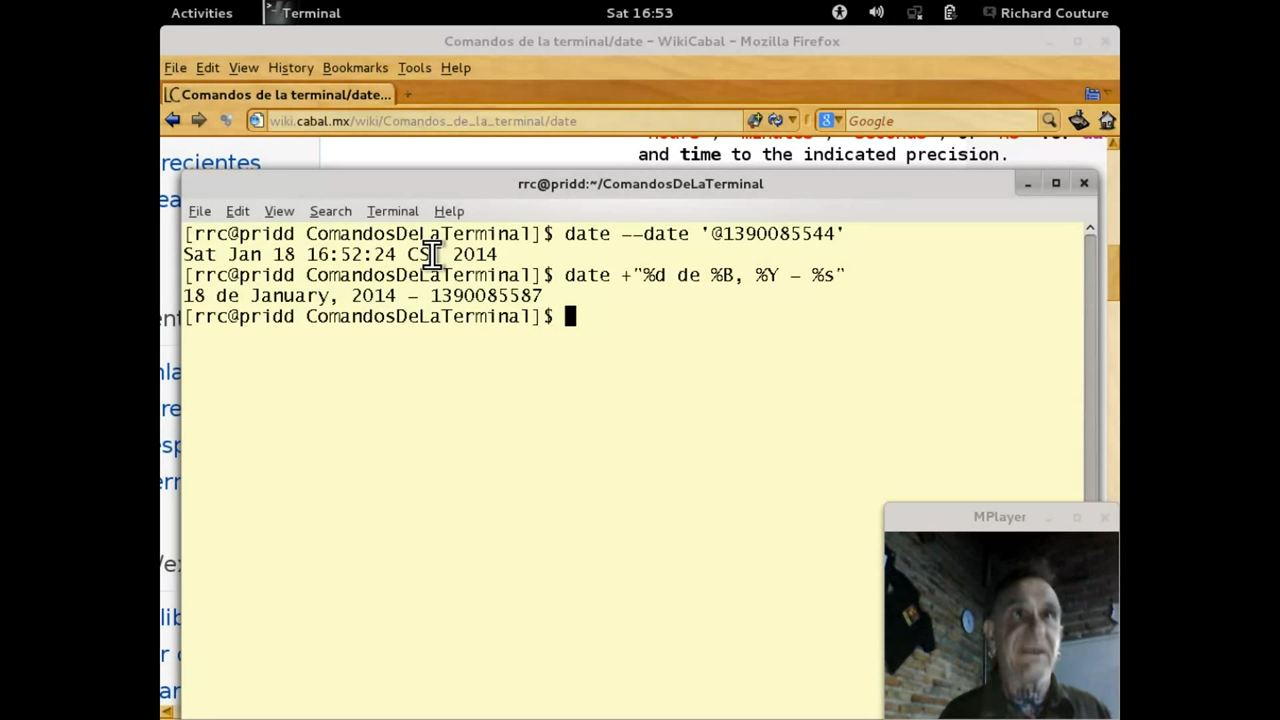 Activities
Terminal
Sat 16:53
Richard Couture
Comandos de la terminal/date – WikiCabal – Mozilla Firefox
File Edit View History Bookmarks Tools Help
Comandos de la terminal/date...
wiki.cabal.mx/wiki/Comandos_de_la_terminal/date
Google
and time to the indicated precision.
recientes
rrc@pridd:~/ComandosDeLaTerminal
File Edit View Search Terminal Help
[rrc@pridd ComandosDeLaTerminal]$ date --date '@1390085544'
Sat Jan 18 16:52:24 CST 2014
[rrc@pridd ComandosDeLaTerminal]$ date +"%d de %B, %Y - %s"
18 de January, 2014 - 1390085587
[rrc@pridd ComandosDeLaTerminal]$
MPlayer